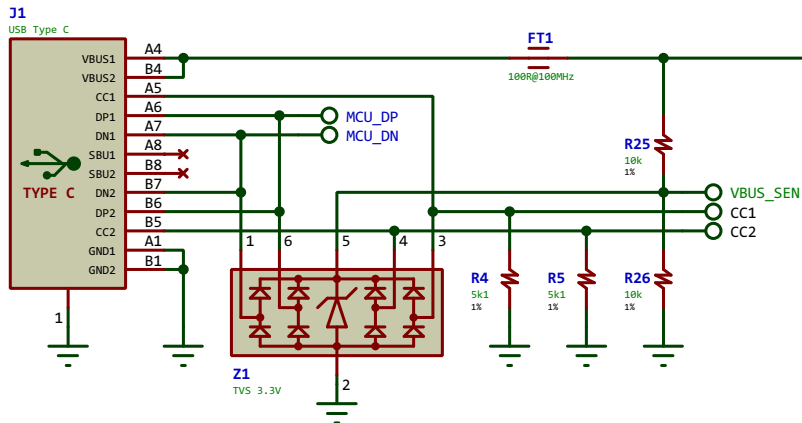 J1
USB Type C
VBUS1 A4
VBUS2 B4
CC1 A5
DP1 A6
DN1 A7
SBU1 A8
SBU2 B8
DN2 B7
DP2 B6
CC2 B5
GND1 A1
GND2 B1
TYPE C
1
FT1
100R@100MHz
MCU_DP
MCU_DN
R25
10k
1%
VBUS_SEN
CC1
CC2
1 6 5 4 3
R4
5k1
1%
R5
5k1
1%
R26
10k
1%
Z1
TVS 3.3V
2